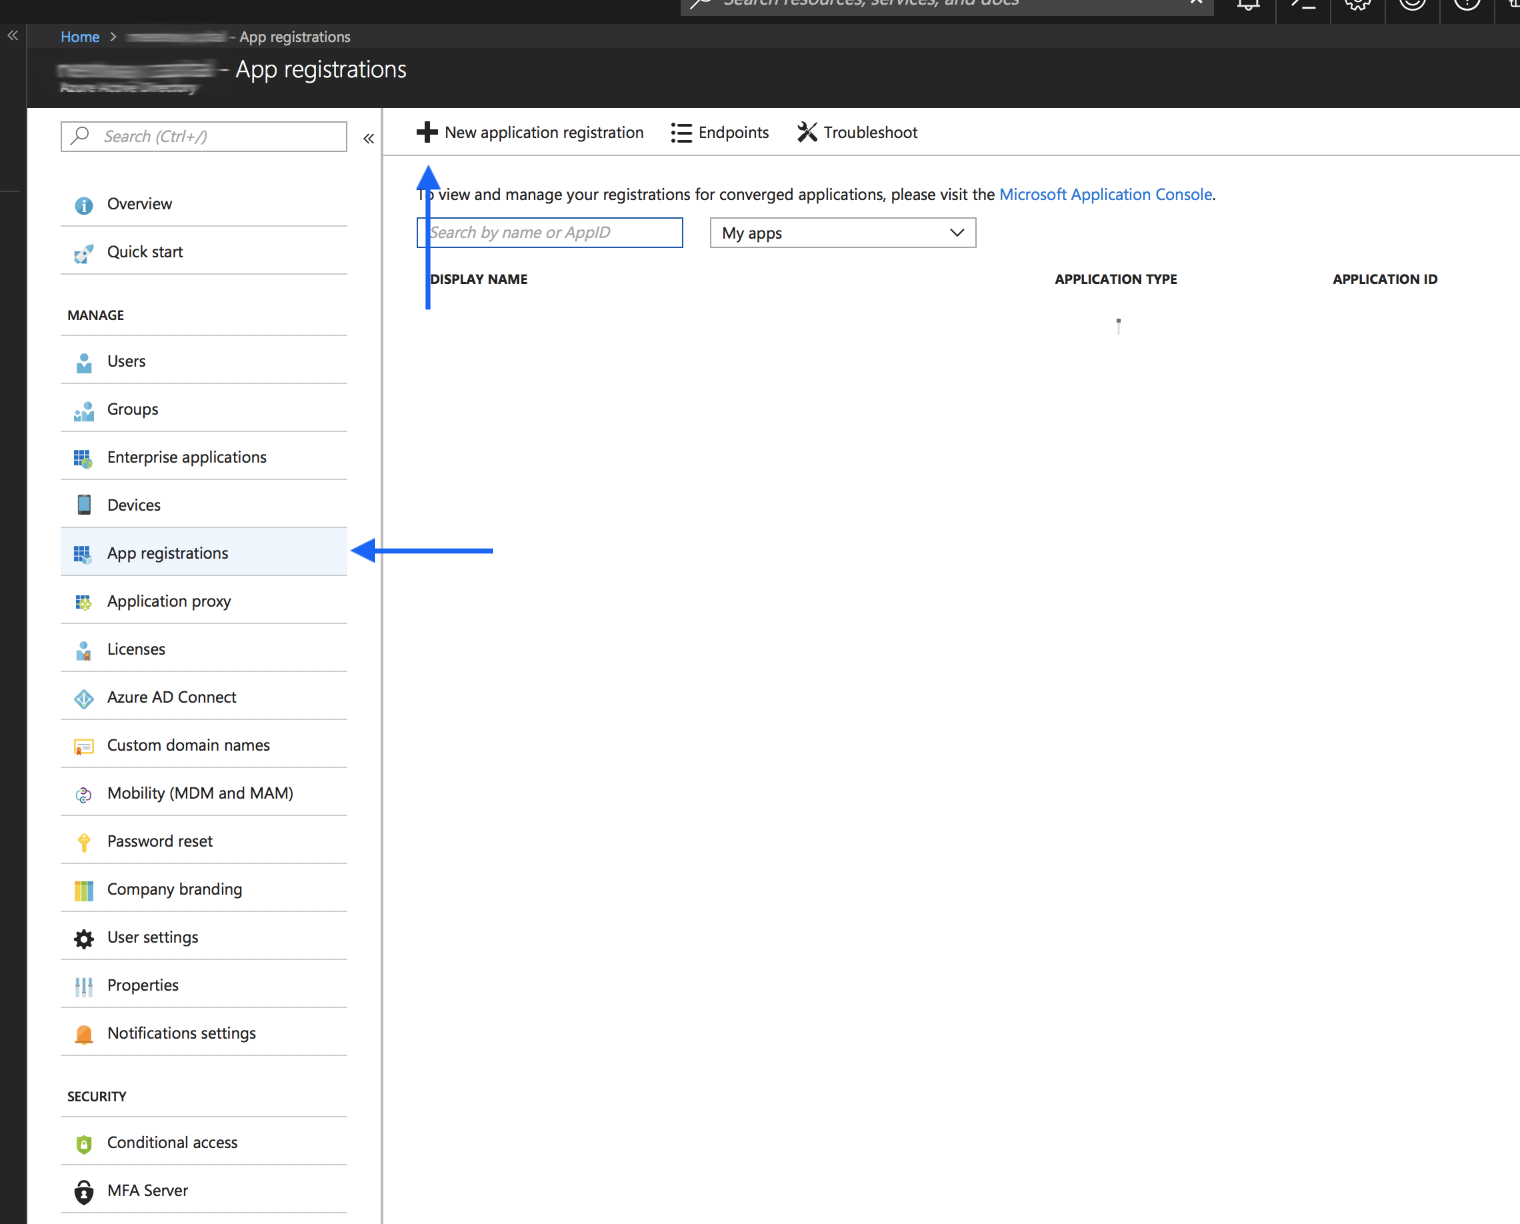 Search resources, services, and docs
Home > - App registrations
- App registrations
Azure Active Directory
Search (Ctrl+/)
Overview
Quick start
MANAGE
Users
Groups
Enterprise applications
Devices
App registrations
Application proxy
Licenses
Azure AD Connect
Custom domain names
Mobility (MDM and MAM)
Password reset
Company branding
User settings
Properties
Notifications settings
SECURITY
Conditional access
MFA Server
New application registration
Endpoints
Troubleshoot
To view and manage your registrations for converged applications, please visit the Microsoft Application Console.
Search by name or AppID
My apps
DISPLAY NAME
APPLICATION TYPE
APPLICATION ID